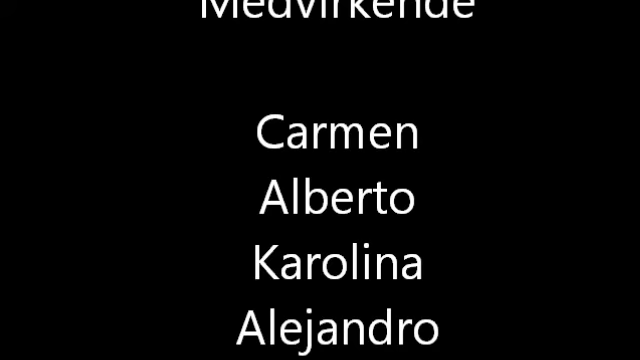 Medvirkende
Carmen
Alberto
Karolina
Alejandro